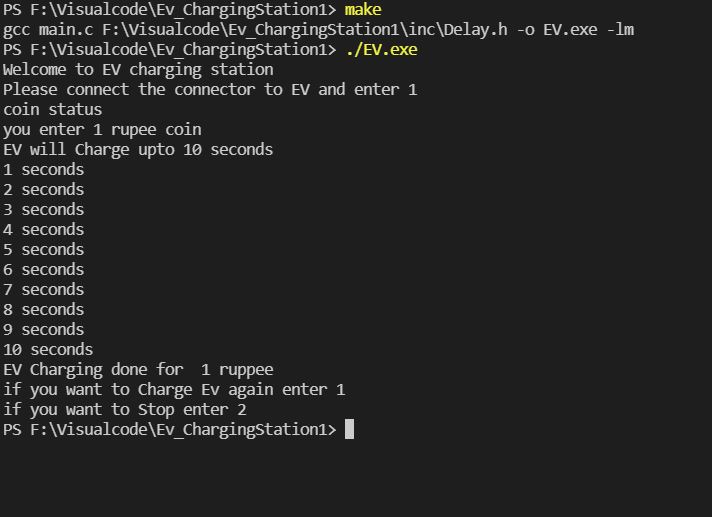 PS F:\Visualcode\Ev_ChargingStation1> make
gcc main.c F:\Visualcode\Ev_ChargingStation1\inc\Delay.h -o EV.exe -lm
PS F:\Visualcode\Ev_ChargingStation1> ./EV.exe
Welcome to EV charging station
Please connect the connector to EV and enter 1
coin status
you enter 1 rupee coin
EV will Charge upto 10 seconds
1 seconds
2 seconds
3 seconds
4 seconds
5 seconds
6 seconds
7 seconds
8 seconds
9 seconds
10 seconds
EV Charging done for  1 ruppee
if you want to Charge Ev again enter 1
if you want to Stop enter 2
PS F:\Visualcode\Ev_ChargingStation1>